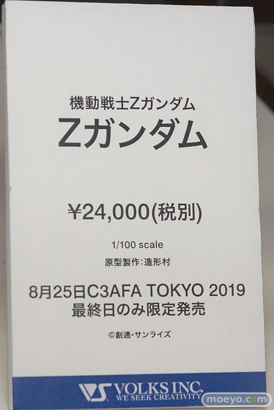 機動戦士Zガンダム
Zガンダム
¥24,000(税別)
1/100 scale
原型製作：造形村
8月25日C3AFA TOKYO 2019
最終日のみ限定発売
©創通・サンライズ
VS VOLKS INC.
WE SEEK CREATIVITY
moeyo.com